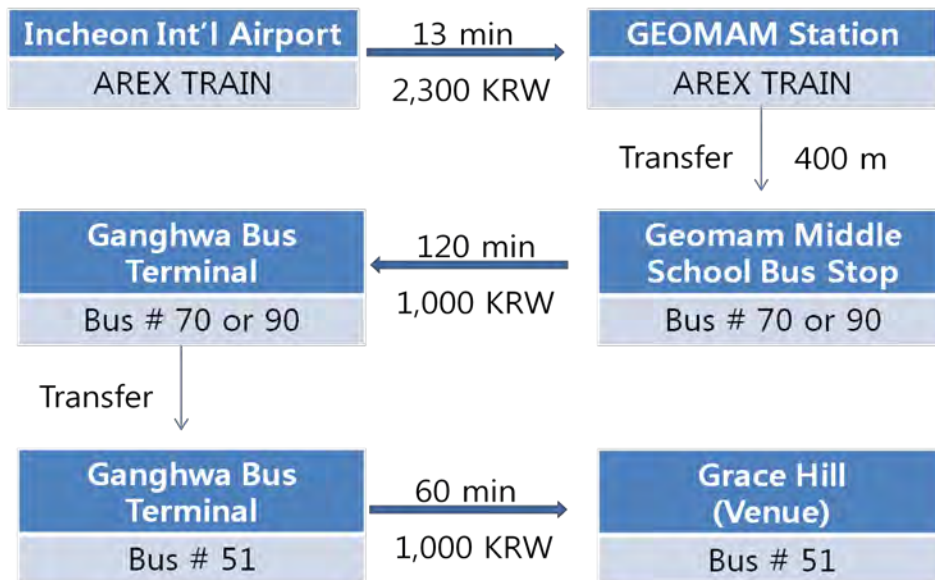 Incheon Int'l Airport
AREX TRAIN
13 min
2,300 KRW
GEOMAM Station
AREX TRAIN
Transfer 400 m
Geomam Middle
School Bus Stop
Bus # 70 or 90
120 min
1,000 KRW
Ganghwa Bus
Terminal
Bus # 70 or 90
Transfer
Ganghwa Bus
Terminal
Bus # 51
60 min
1,000 KRW
Grace Hill
(Venue)
Bus # 51